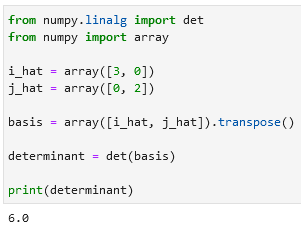 from numpy.linalg import det
from numpy import array
i_hat = array([3, 0])
j_hat = array([0, 2])
basis = array([i_hat, j_hat]).transpose()
determinant = det(basis)
print(determinant)
6.0